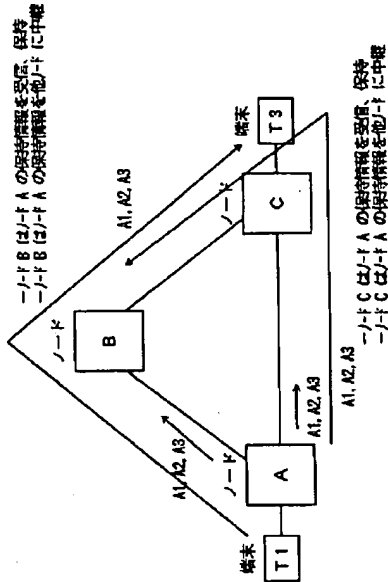 －ノードBはノードAの保持情報を受信、保持
－ノードBはノードAの保持情報を他ノードに中継
ノード
B
A1, A2, A3
A1, A2, A3
端末
T1
ノード
A
A1, A2, A3
A1, A2, A3
ノード
C
端末
T3
－ノードCはノードAの保持情報を受信、保持
－ノードCはノードAの保持情報を他ノードに中継